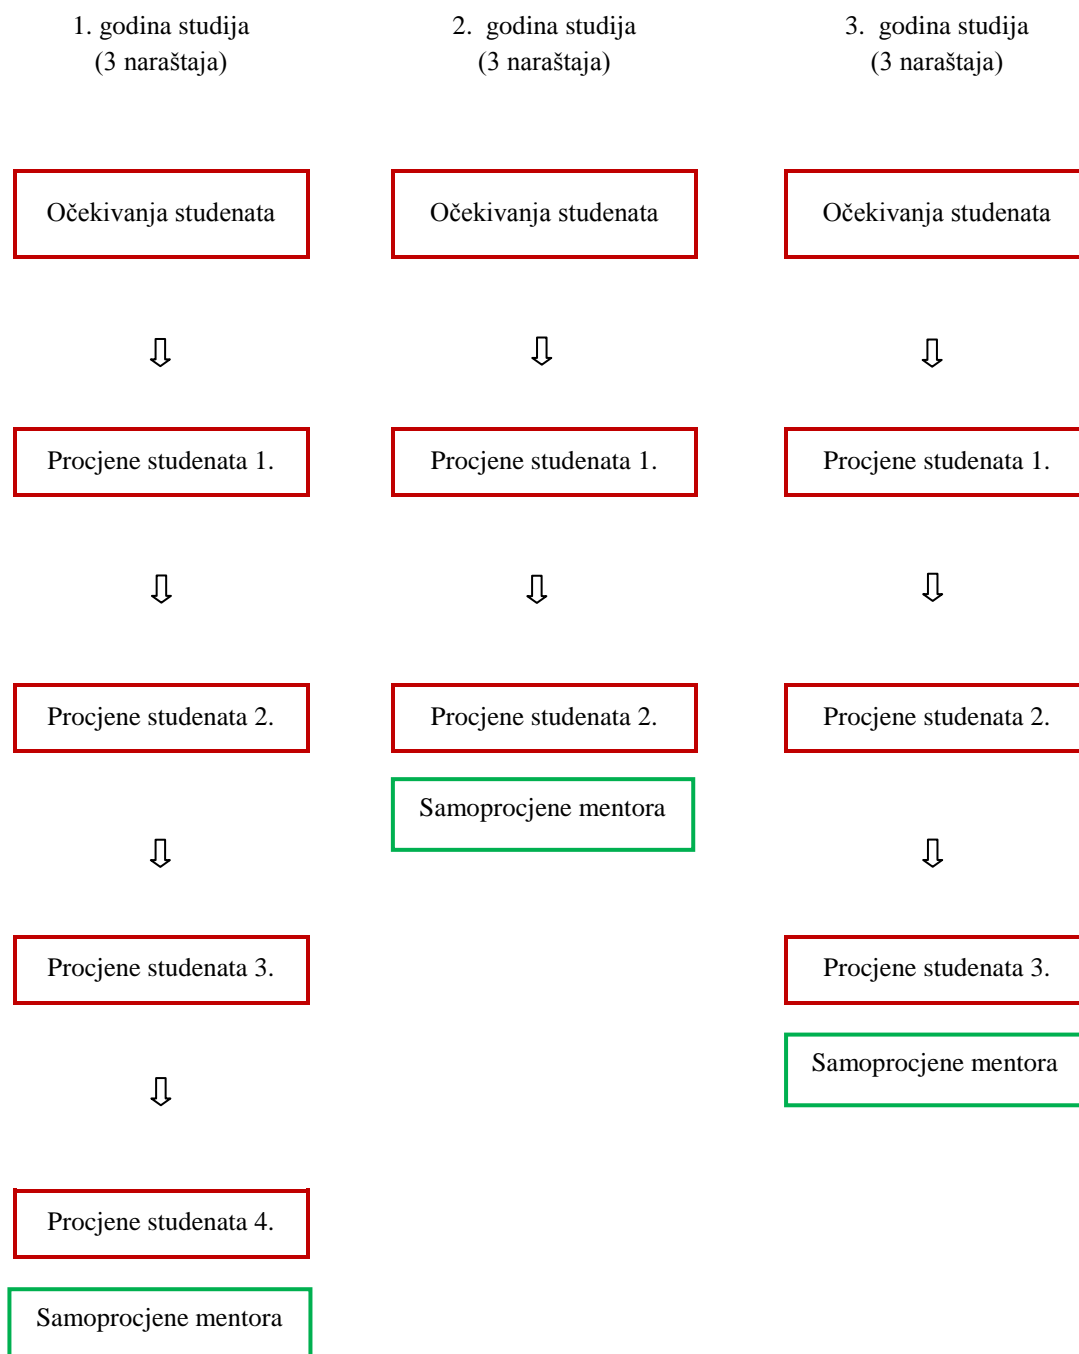 1. godina studija
(3 naraštaja)
2. godina studija
(3 naraštaja)
3. godina studija
(3 naraštaja)
Očekivanja studenata
Očekivanja studenata
Očekivanja studenata
Procjene studenata 1.
Procjene studenata 1.
Procjene studenata 1.
Procjene studenata 2.
Procjene studenata 2.
Procjene studenata 2.
Samoprocjene mentora
Procjene studenata 3.
Procjene studenata 3.
Samoprocjene mentora
Procjene studenata 4.
Samoprocjene mentora